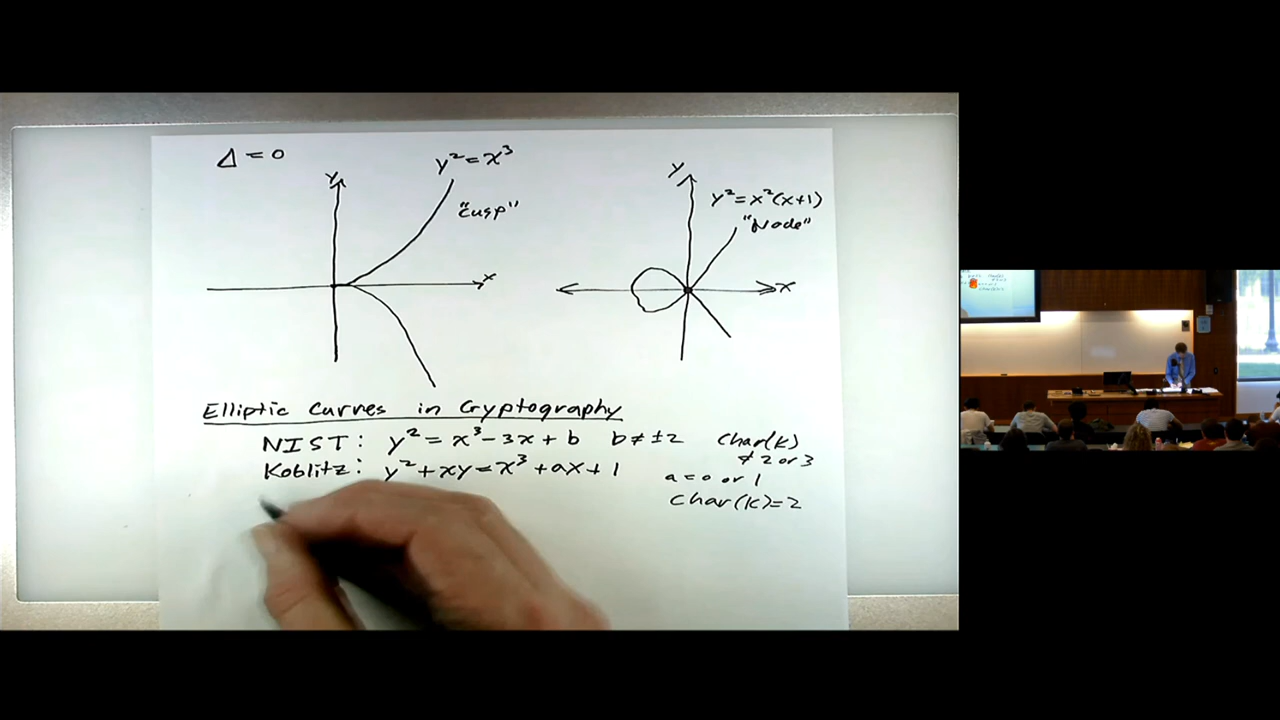 Δ = 0
y
y² = x³
"Cusp"
x
y
y² = x²(x+1)
"Node"
x
Elliptic Curves in Cryptography
NIST: y² = x³ - 3x + b b ≠ ±2 char(k) ≠ 2 or 3
Koblitz: y² + xy = x³ + ax + 1 a = 0 or 1
char(k) = 2